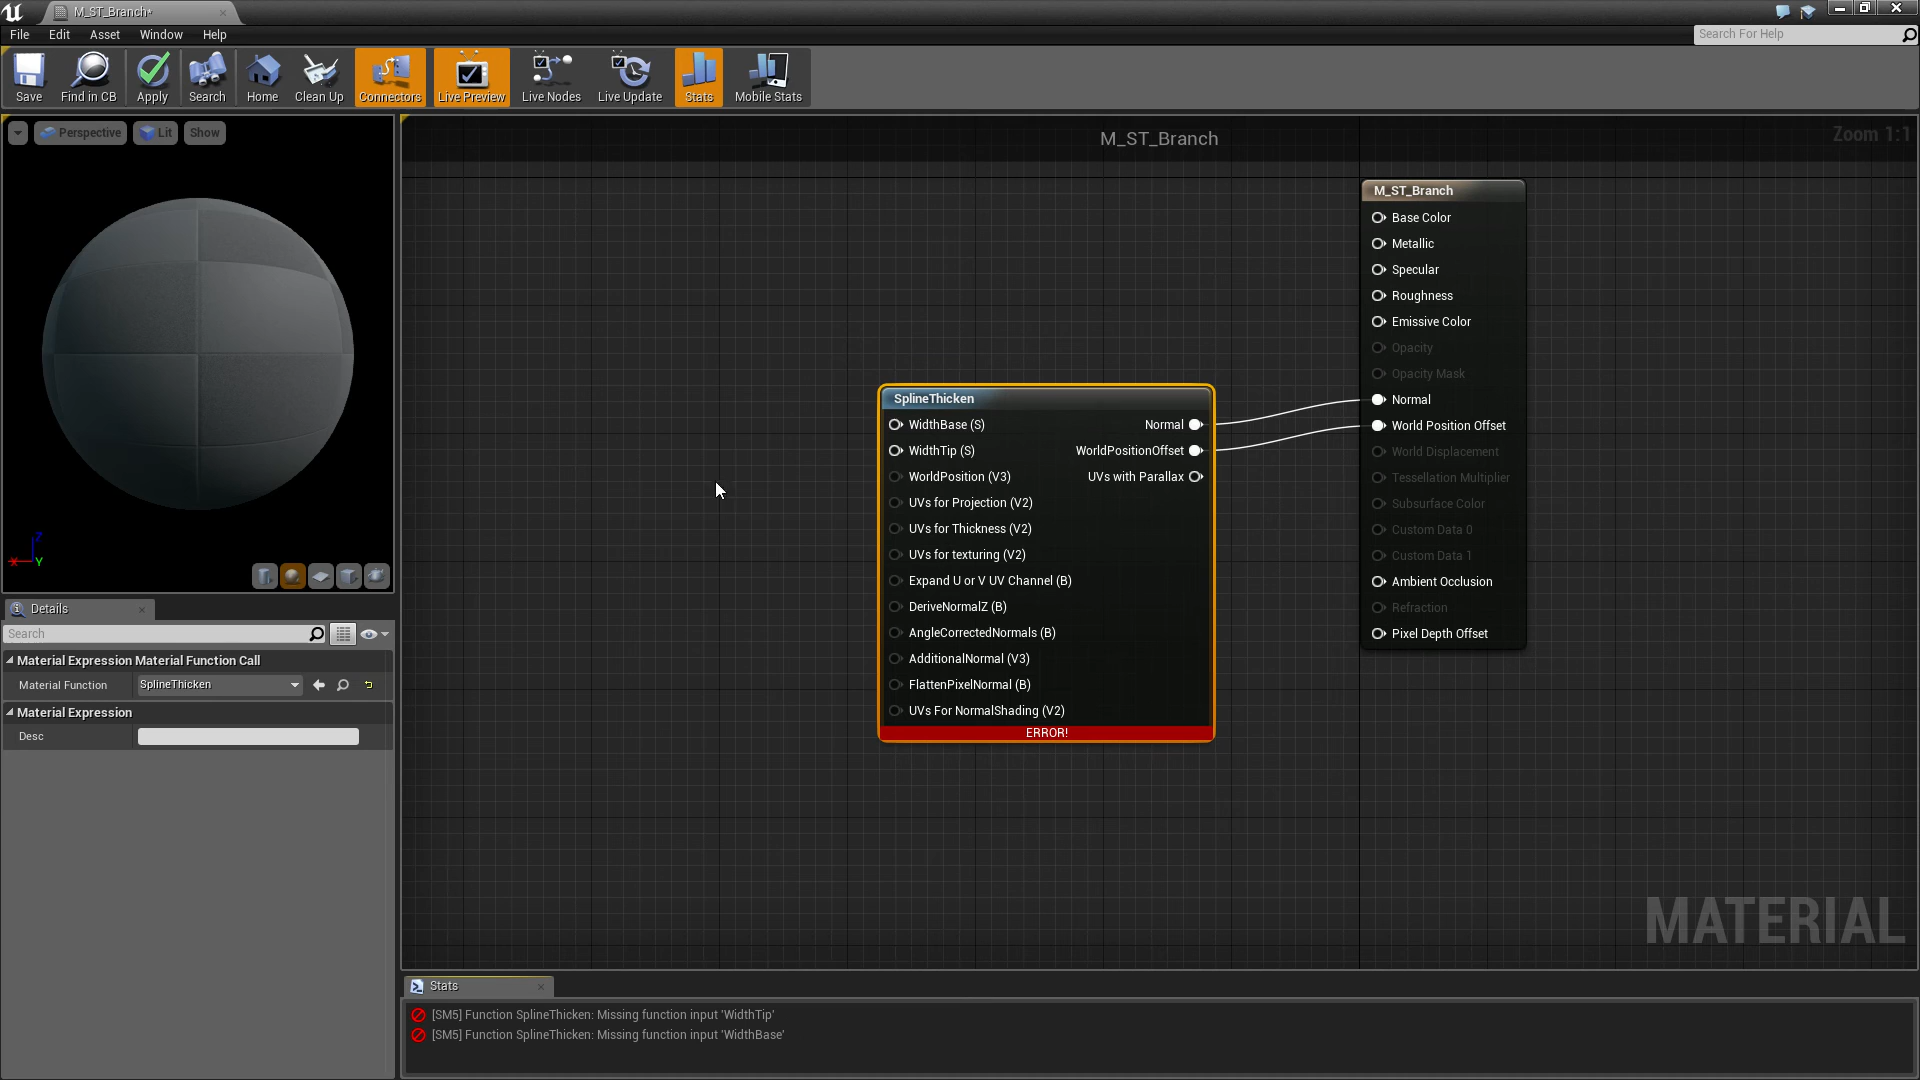 M_ST_Branch*
File Edit Asset Window Help
Search For Help
Save Find in CB Apply Search Home Clean Up Connectors Live Preview Live Nodes Live Update Stats Mobile Stats
Perspective Lit Show
M_ST_Branch
Zoom 1:1
M_ST_Branch
Base Color
Metallic
Specular
Roughness
Emissive Color
Opacity
Opacity Mask
Normal
World Position Offset
World Displacement
Tessellation Multiplier
Subsurface Color
Custom Data 0
Custom Data 1
Ambient Occlusion
Refraction
Pixel Depth Offset
SplineThicken
WidthBase (S) Normal
WidthTip (S) WorldPositionOffset
WorldPosition (V3) UVs with Parallax
UVs for Projection (V2)
UVs for Thickness (V2)
UVs for texturing (V2)
Expand U or V UV Channel (B)
DeriveNormalZ (B)
AngleCorrectedNormals (B)
AdditionalNormal (V3)
FlattenPixelNormal (B)
UVs For NormalShading (V2)
ERROR!
Z
X Y
Details
Search
Material Expression Material Function Call
Material Function SplineThicken
Material Expression
Desc
MATERIAL
Stats
[SM5] Function SplineThicken: Missing function input 'WidthTip'
[SM5] Function SplineThicken: Missing function input 'WidthBase'